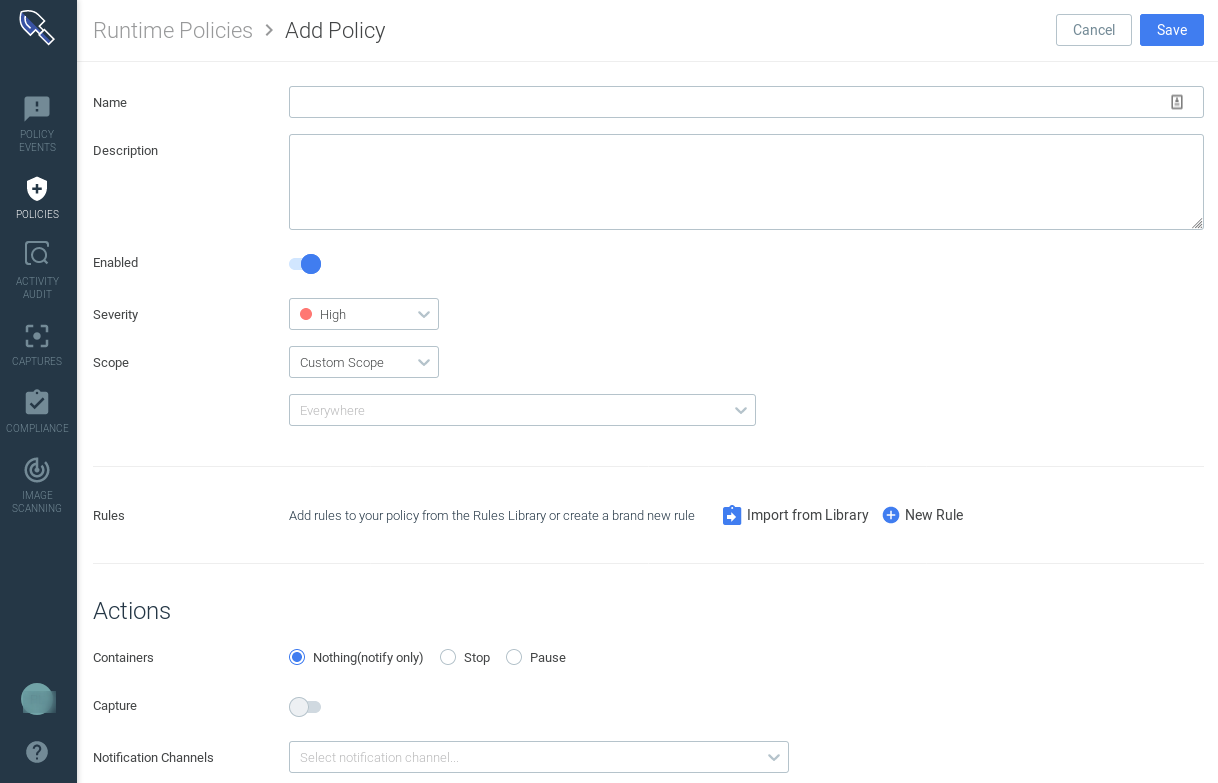 Runtime Policies > Add Policy
Cancel
Save
POLICY
EVENTS
POLICIES
ACTIVITY
AUDIT
CAPTURES
COMPLIANCE
IMAGE
SCANNING
Name
Description
Enabled
Severity
High
Scope
Custom Scope
Everywhere
Rules
Add rules to your policy from the Rules Library or create a brand new rule
Import from Library
New Rule
Actions
Containers
Nothing(notify only)
Stop
Pause
Capture
Notification Channels
Select notification channel...